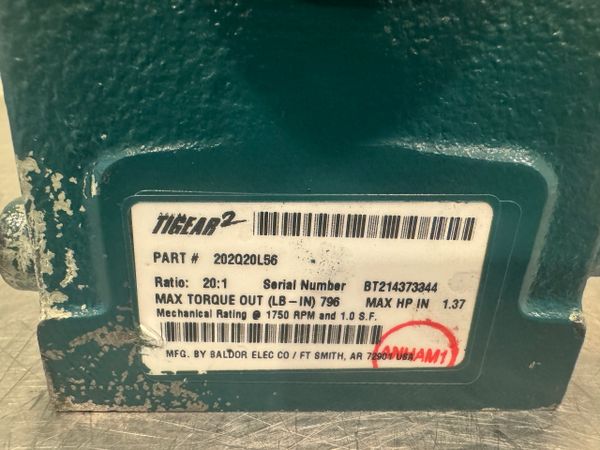 TIGEAR2
PART # 202Q20L56
Ratio: 20:1 Serial Number BT214373344
MAX TORQUE OUT (LB-IN) 796 MAX HP IN 1.37
Mechanical Rating @ 1750 RPM and 1.0 S.F.
MFG. BY BALDOR ELEC CO / FT SMITH, AR 72901 USA
ANHAM1